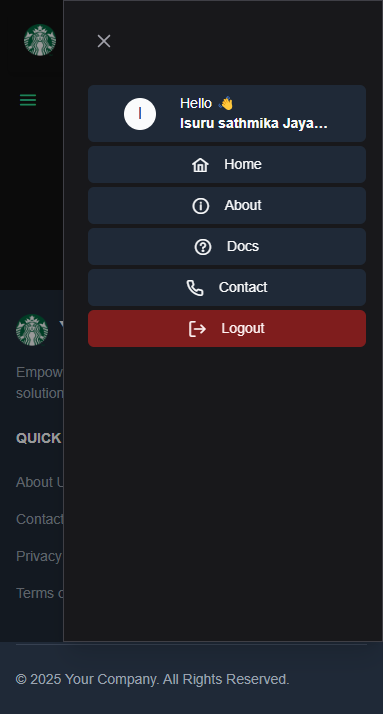 I
Hello 👋
Isuru sathmika Jaya...
Home
About
Docs
Contact
Logout
Empow
solution
QUICK
About U
Contact
Privacy
Terms o
© 2025 Your Company. All Rights Reserved.